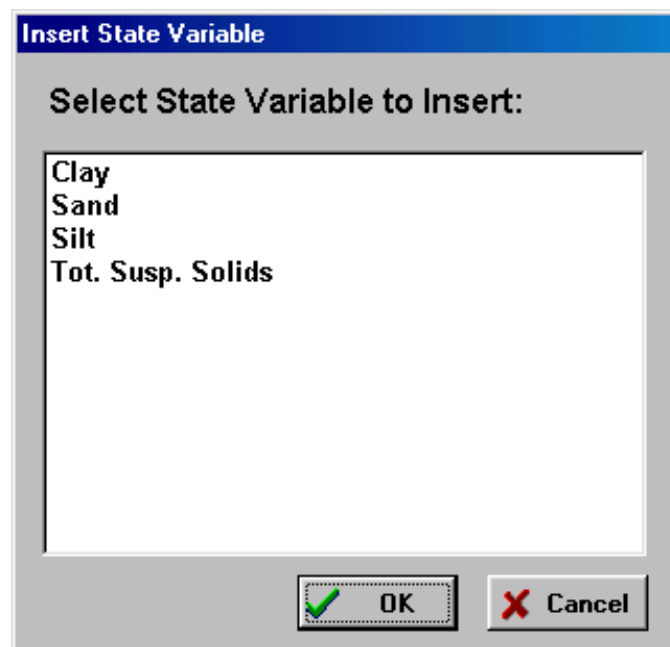 Insert State Variable
Select State Variable to Insert:
Clay
Sand
Silt
Tot. Susp. Solids
OK
Cancel